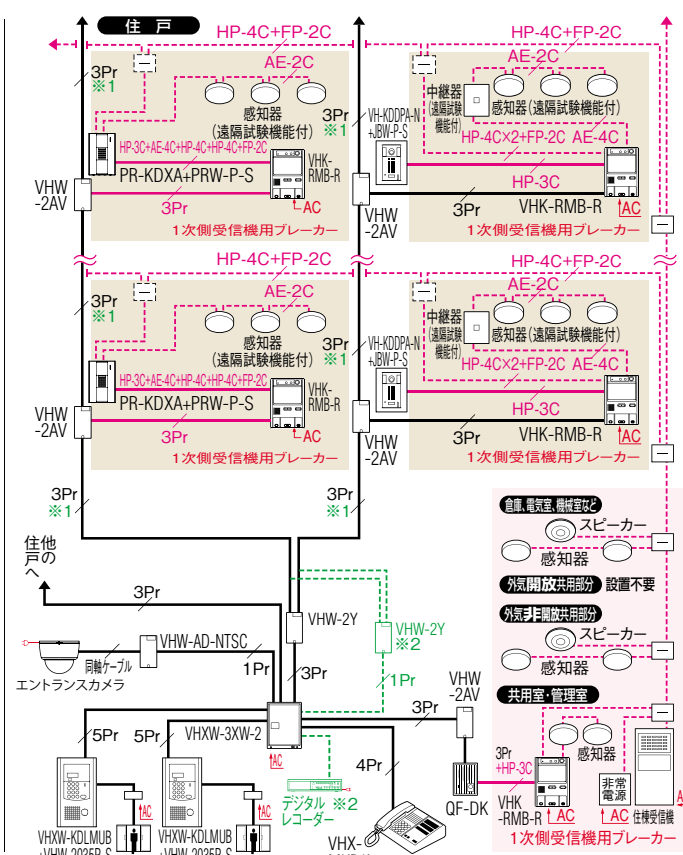 住 戸
HP-4C+FP-2C
HP-4C+FP-2C
3Pr
※1
AE-2C
感知器
(遠隔試験
機能付)
HP-3C+AE-4C+HP-4C+HP-4C+FP-2C
PR-KDXA+PRW-P-S
VHK-
RMB-R
3Pr
AC
1次側受信機用ブレーカー
VHW
-2AV
3Pr
※1
VH-KDDPA-N
+JBW-P-S
AE-2C
中継器
(遠隔試験
機能付)
感知器(遠隔試験機能付)
HP-4C×2+FP-2C
AE-4C
HP-3C
3Pr
VHK-RMB-R
AC
1次側受信機用ブレーカー
VHW
-2AV
HP-4C+FP-2C
HP-4C+FP-2C
3Pr
※1
AE-2C
感知器
(遠隔試験
機能付)
HP-3C+AE-4C+HP-4C+HP-4C+FP-2C
PR-KDXA+PRW-P-S
VHK-
RMB-R
3Pr
AC
1次側受信機用ブレーカー
VHW
-2AV
3Pr
※1
VH-KDDPA-N
+JBW-P-S
AE-2C
中継器
(遠隔試験
機能付)
感知器(遠隔試験機能付)
HP-4C×2+FP-2C
AE-4C
HP-3C
3Pr
VHK-RMB-R
AC
1次側受信機用ブレーカー
VHW
-2AV
3Pr
※1
3Pr
※1
他の
住戸へ
3Pr
VHW-2Y
VHW-2Y
※2
1Pr
VHW-AD-NTSC
同軸ケーブル
エントランスカメラ
1Pr
3Pr
VHXW-3XW-2
AC
5Pr
5Pr
3Pr
VHW
-2AV
4Pr
デジタル
レコーダー
※2
AC
AC
VHXW-KDLMUB
VHXW-KDLMUB
VHX-
QF-DK
倉庫、電気室、機械室など
スピーカー
感知器
外気開放共用部分
設置不要
外気非開放共用部分
スピーカー
感知器
共用室・管理室
感知器
3Pr
+HP-3C
VHK
-RMB-R
AC
非常
電源
AC
住棟受信機
1次側受信機用ブレーカー